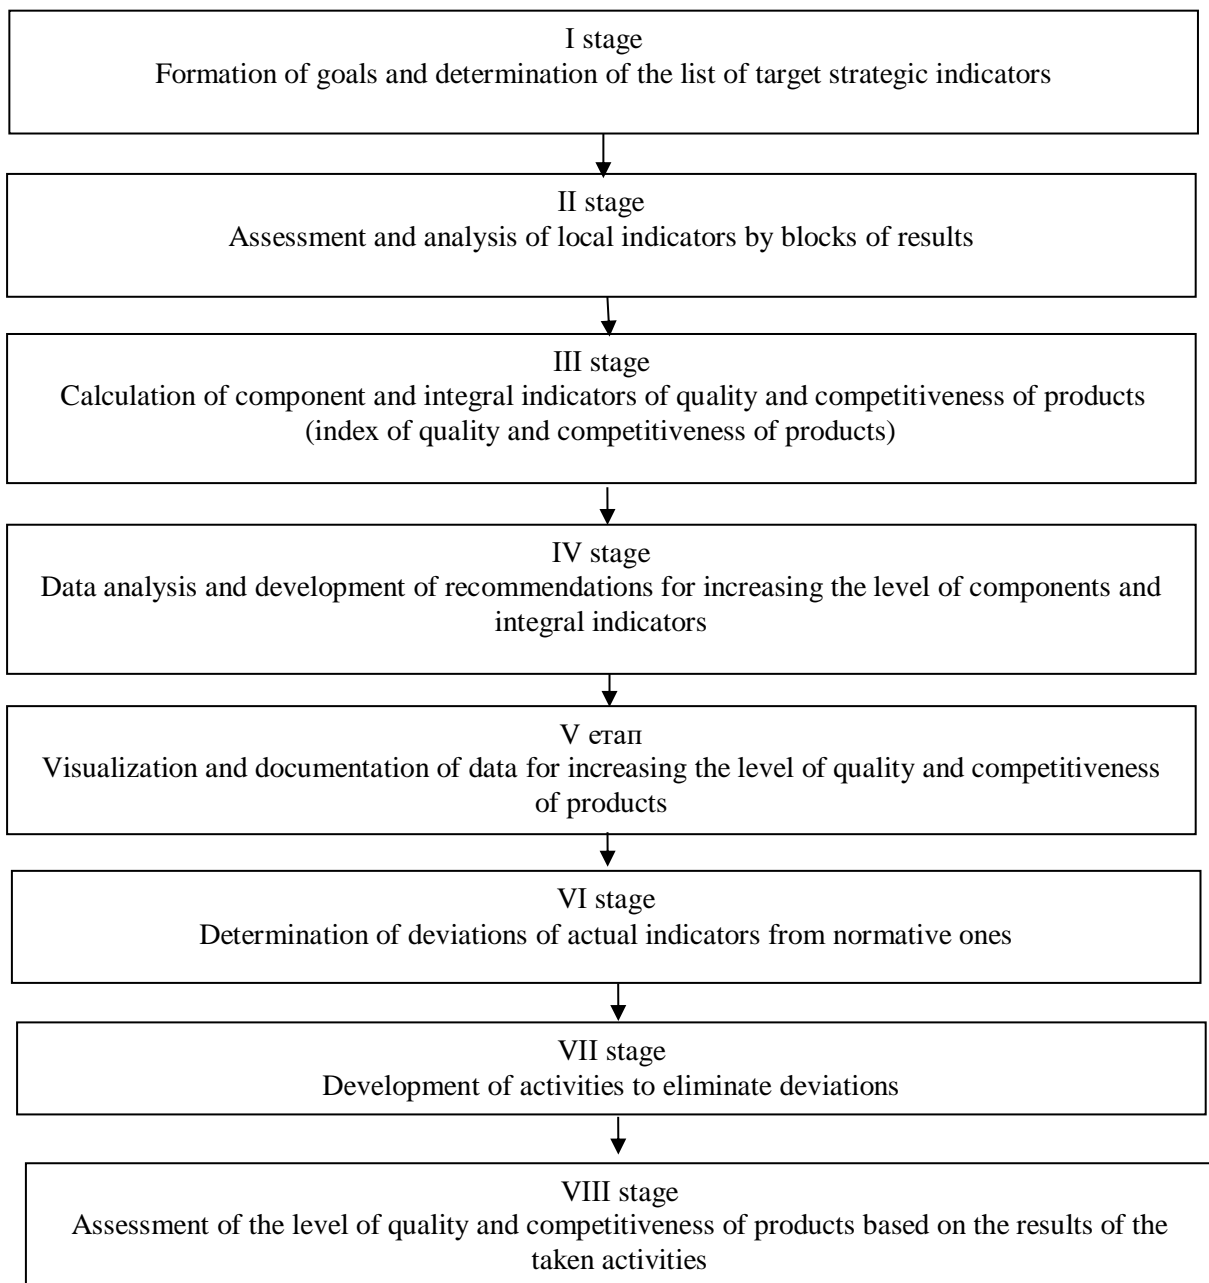 I stage
Formation of goals and determination of the list of target strategic indicators
II stage
Assessment and analysis of local indicators by blocks of results
III stage
Calculation of component and integral indicators of quality and competitiveness of products
(index of quality and competitiveness of products)
IV stage
Data analysis and development of recommendations for increasing the level of components and
integral indicators
V етап
Visualization and documentation of data for increasing the level of quality and competitiveness
of products
VI stage
Determination of deviations of actual indicators from normative ones
VII stage
Development of activities to eliminate deviations
VIII stage
Assessment of the level of quality and competitiveness of products based on the results of the
taken activities